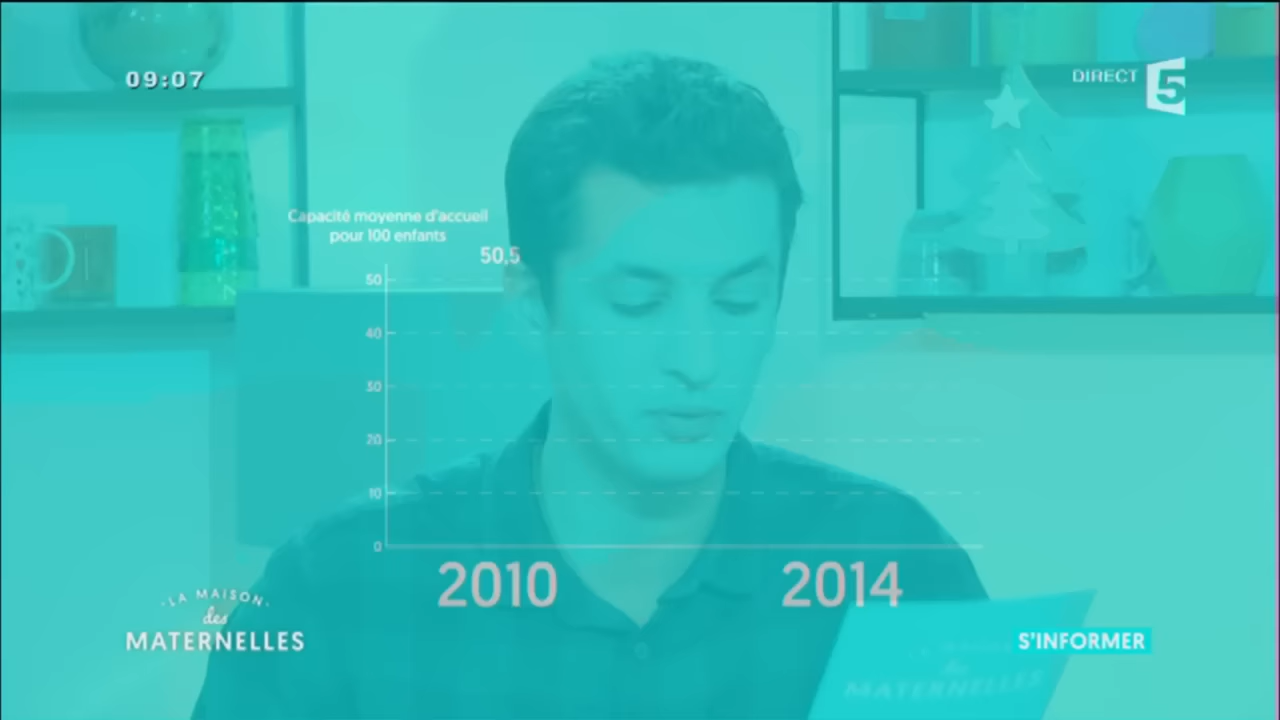 09:07
DIRECT 5
Capacité moyenne d'accueil
pour 100 enfants
50,5
50
40
30
20
10
0
2010
2014
·LA MAISON·
des
MATERNELLES
S'INFORMER
MATERNELLES